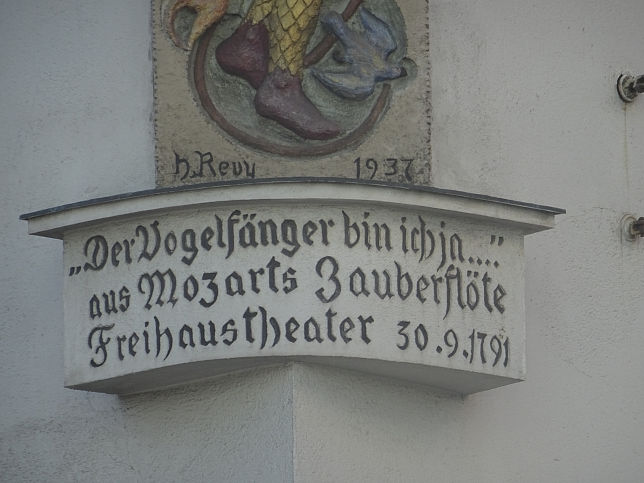 h. Revy 1937
„Der Vogelfänger bin ich ja...."
aus Mozarts Zauberflöte
Freihaustheater 30.9.1791